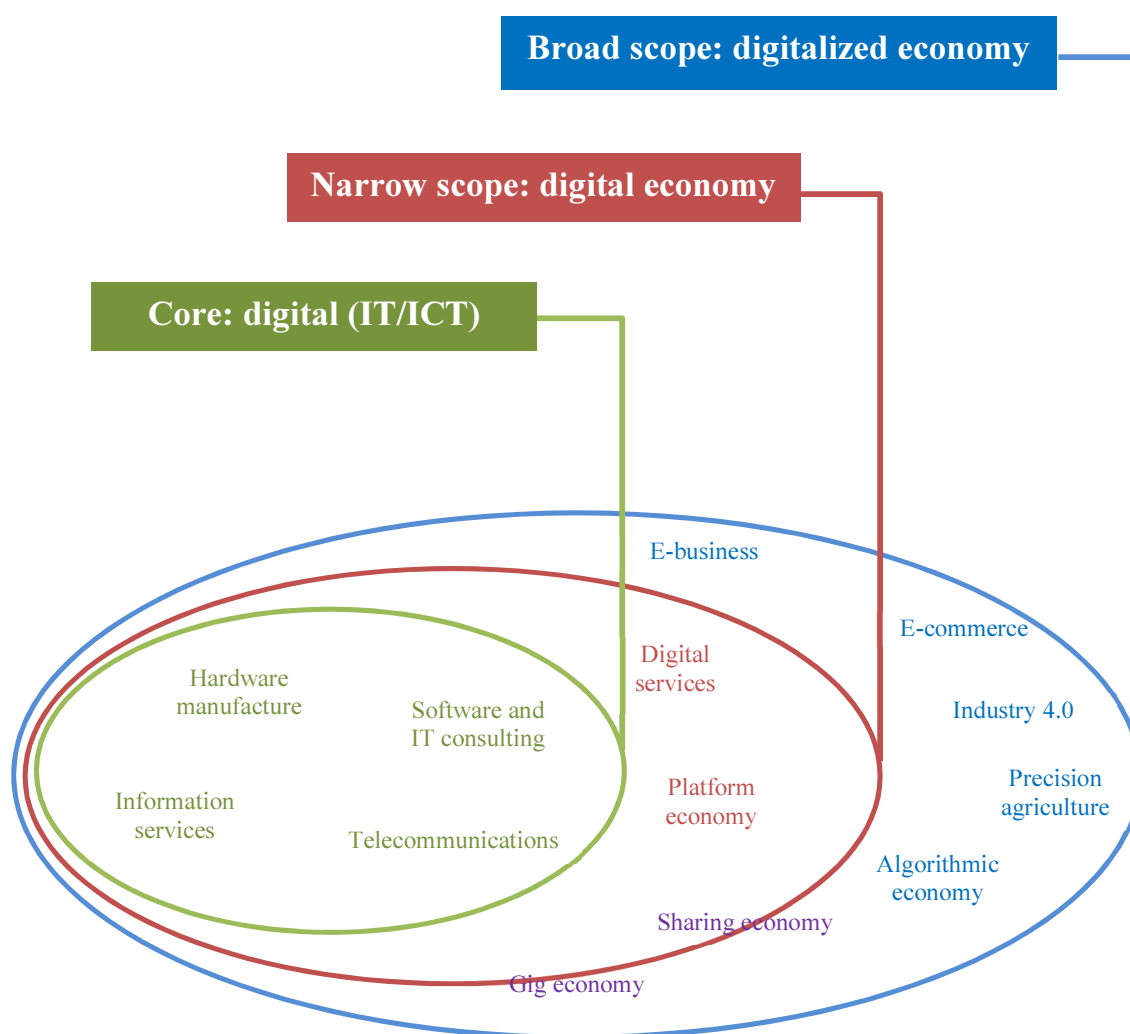 Broad scope: digitalized economy
Narrow scope: digital economy
Core: digital (IT/ICT)
E-business
E-commerce
Digital
services
Hardware
manufacture
Software and
IT consulting
Industry 4.0
Precision
agriculture
Platform
economy
Information
services
Telecommunications
Algorithmic
economy
Sharing economy
Gig economy